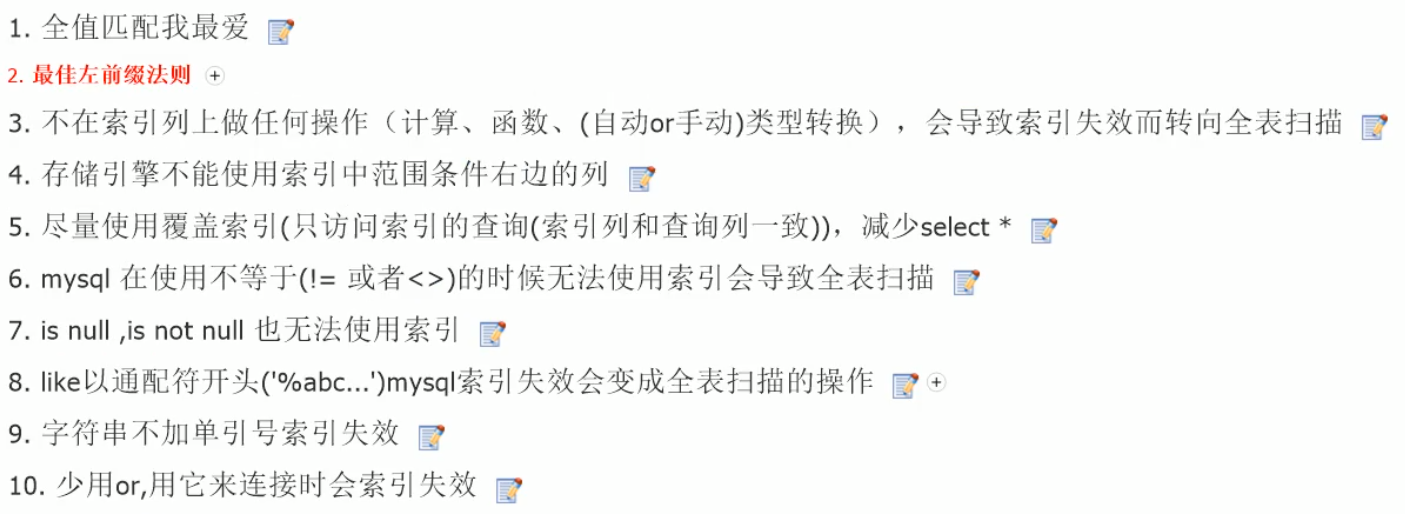 1. 全值匹配我最爱
2. 最佳左前缀法则
3. 不在索引列上做任何操作（计算、函数、(自动or手动)类型转换），会导致索引失效而转向全表扫描
4. 存储引擎不能使用索引中范围条件右边的列
5. 尽量使用覆盖索引(只访问索引的查询(索引列和查询列一致))，减少select *
6. mysql 在使用不等于(!= 或者<>)的时候无法使用索引会导致全表扫描
7. is null ,is not null 也无法使用索引
8. like以通配符开头('%abc...')mysql索引失效会变成全表扫描的操作
9. 字符串不加单引号索引失效
10. 少用or,用它来连接时会索引失效